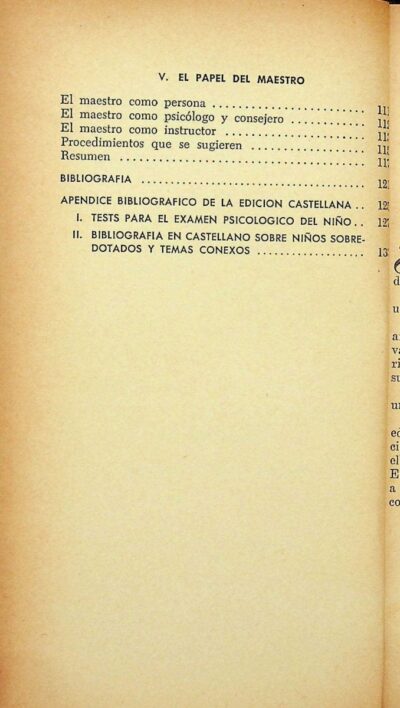 V. EL PAPEL DEL MAESTRO
El maestro como persona
El maestro como psicólogo y consejero
El maestro como instructor
Procedimientos que se sugieren
Resumen
BIBLIOGRAFIA
APENDICE BIBLIOGRAFICO DE LA EDICION CASTELLANA
I. TESTS PARA EL EXAMEN PSICOLOGICO DEL NIÑO
II. BIBLIOGRAFIA EN CASTELLANO SOBRE NIÑOS SOBRE-
DOTADOS Y TEMAS CONEXOS